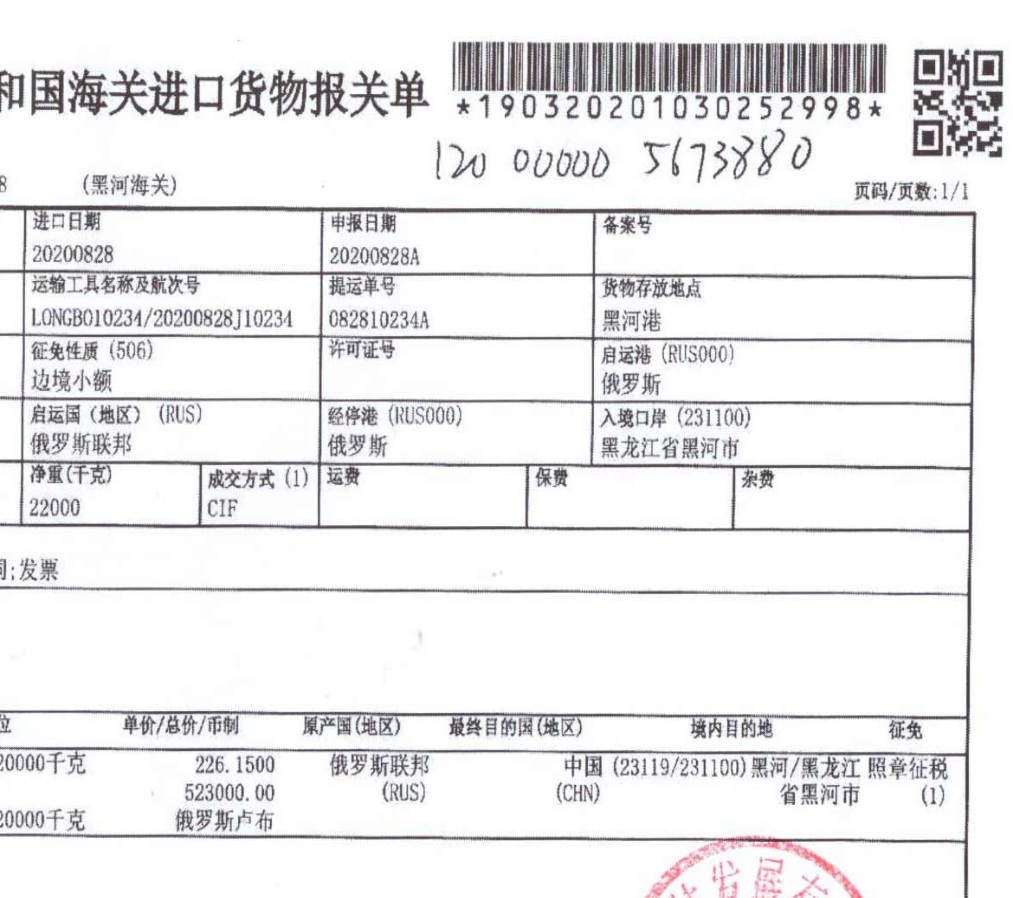 和国海关进口货物报关单
*190320201030252998*
120 00000 5673880
8 (黑河海关)
页码/页数:1/1
进口日期 申报日期 备案号
20200828 20200828A
运输工具名称及航次号 提运单号 货物存放地点
LONGBO10234/20200828J10234 082810234A 黑河港
征免性质 (506) 许可证号 启运港 (RUS000)
边境小额 俄罗斯
启运国 (地区) (RUS) 经停港 (RUS000) 入境口岸 (231100)
俄罗斯联邦 俄罗斯 黑龙江省黑河市
净重(千克) 成交方式 (1) 运费 保费 杂费
22000 CIF
;发票
位 单价/总价/币制 原产国(地区) 最终目的国(地区) 境内目的地 征免
20000千克 226.1500 俄罗斯联邦 中国 (23119/231100)黑河/黑龙江 照章征税
523000.00 (RUS) (CHN) 省黑河市 (1)
20000千克 俄罗斯卢布
发展有